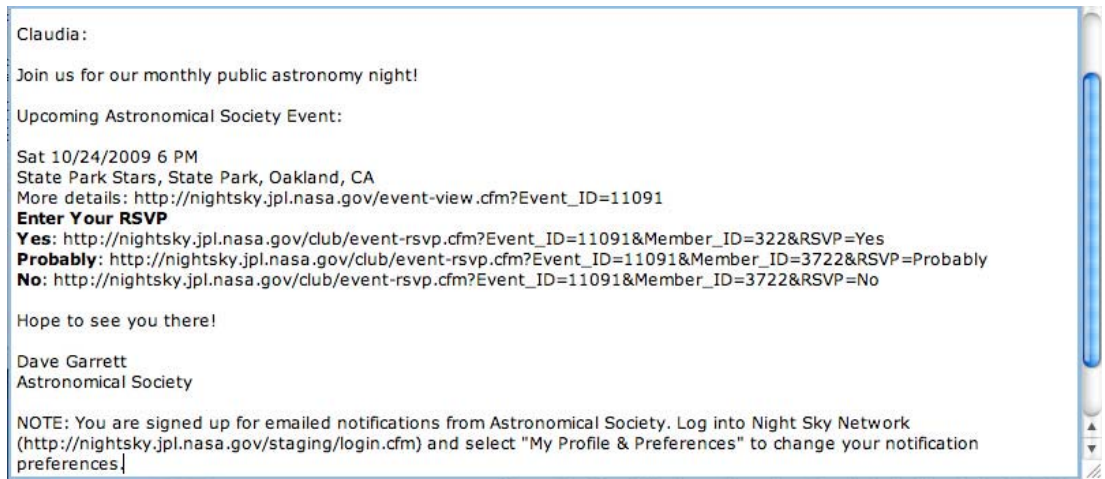 Claudia:
Join us for our monthly public astronomy night!
Upcoming Astronomical Society Event:
Sat 10/24/2009 6 PM
State Park Stars, State Park, Oakland, CA
More details: http://nightsky.jpl.nasa.gov/event-view.cfm?Event_ID=11091
Enter Your RSVP
Yes: http://nightsky.jpl.nasa.gov/club/event-rsvp.cfm?Event_ID=11091&Member_ID=322&RSVP=Yes
Probably: http://nightsky.jpl.nasa.gov/club/event-rsvp.cfm?Event_ID=11091&Member_ID=3722&RSVP=Probably
No: http://nightsky.jpl.nasa.gov/club/event-rsvp.cfm?Event_ID=11091&Member_ID=3722&RSVP=No
Hope to see you there!
Dave Garrett
Astronomical Society
NOTE: You are signed up for emailed notifications from Astronomical Society. Log into Night Sky Network
(http://nightsky.jpl.nasa.gov/staging/login.cfm) and select "My Profile & Preferences" to change your notification
preferences.